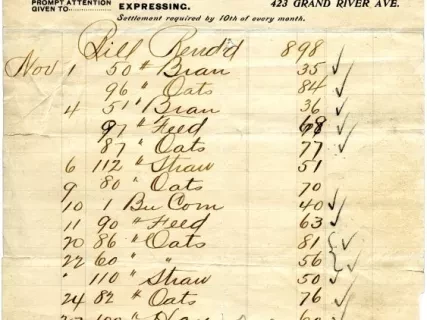 PROMPT ATTENTION
GIVEN TO
EXPRESSING.
423 GRAND RIVER AVE.
Settlement required by 10th of every month.
Bill Rend'd 898
Nov 1 50 # Bran 35 ✓
96 " Oats 84 ✓
4 51 " Bran 36 ✓
97 # Feed 68 ✓
87 " Oats 77 ✓
6 112 # Straw 51
9 80 " Oats 70
10 1 Bu Corn 40 ✓
11 90 # Feed 63 ✓
20 86 " Oats 81 ✓
22 60 " " 56 ✓
" 110 # Straw 50 ✓
24 82 " Oats 76 ✓
100